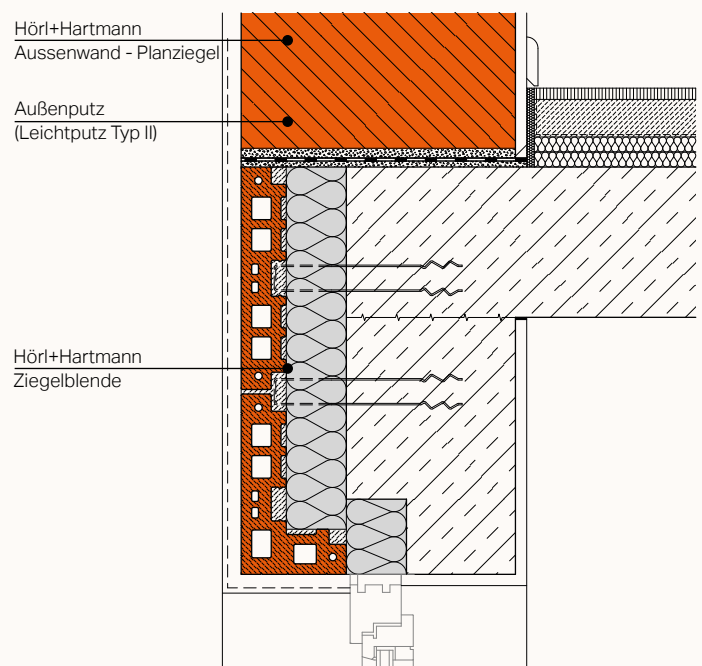 Hörl+Hartmann
Aussenwand - Planziegel
Außenputz
(Leichtputz Typ II)
Hörl+Hartmann
Ziegelblende